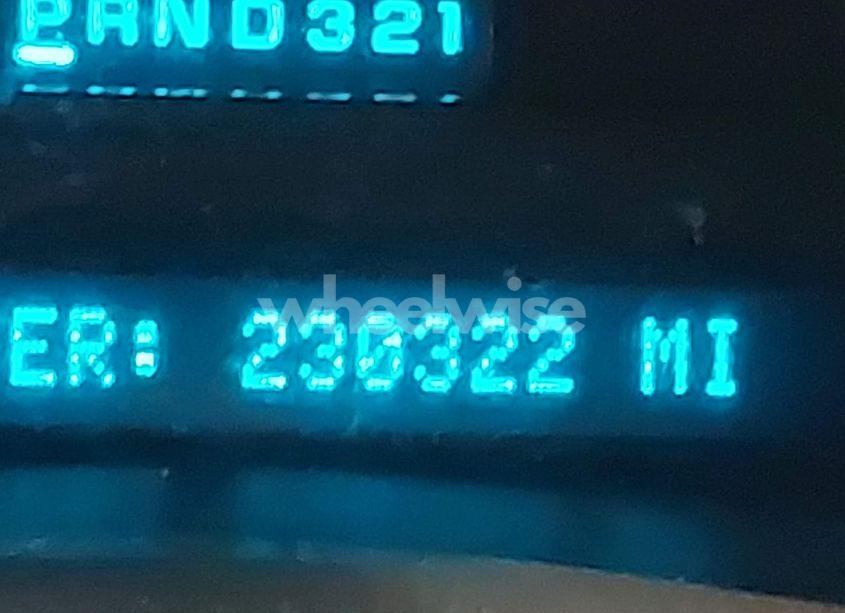 PRND321
wheelwise
ER: 230322 MI